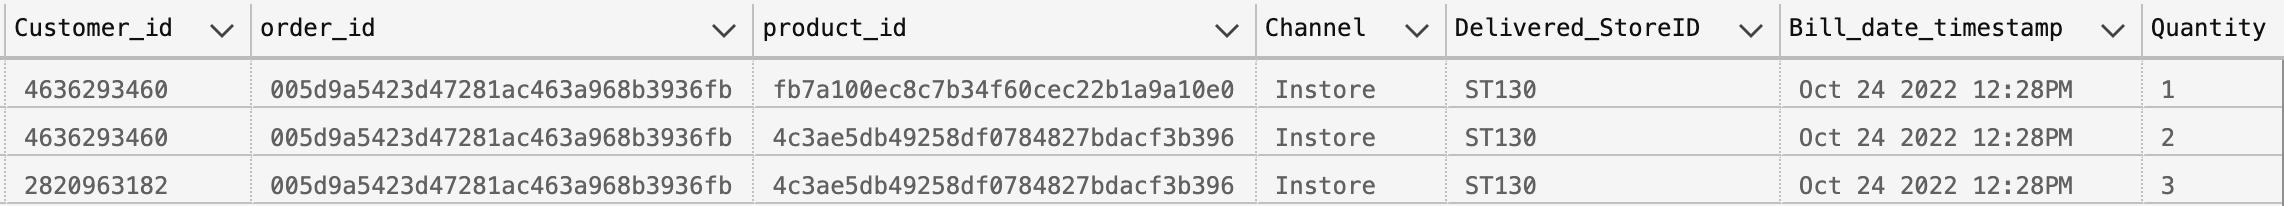 Customer_id order_id product_id Channel Delivered_StoreID Bill_date_timestamp Quantity
4636293460 005d9a5423d47281ac463a968b3936fb fb7a100ec8c7b34f60cec22b1a9a10e0 Instore ST130 Oct 24 2022 12:28PM 1
4636293460 005d9a5423d47281ac463a968b3936fb 4c3ae5db49258df0784827bdacf3b396 Instore ST130 Oct 24 2022 12:28PM 2
2820963182 005d9a5423d47281ac463a968b3936fb 4c3ae5db49258df0784827bdacf3b396 Instore ST130 Oct 24 2022 12:28PM 3